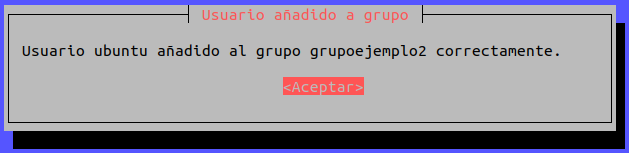 Usuario añadido a grupo
Usuario ubuntu añadido al grupo grupoejemplo2 correctamente.
<Aceptar>